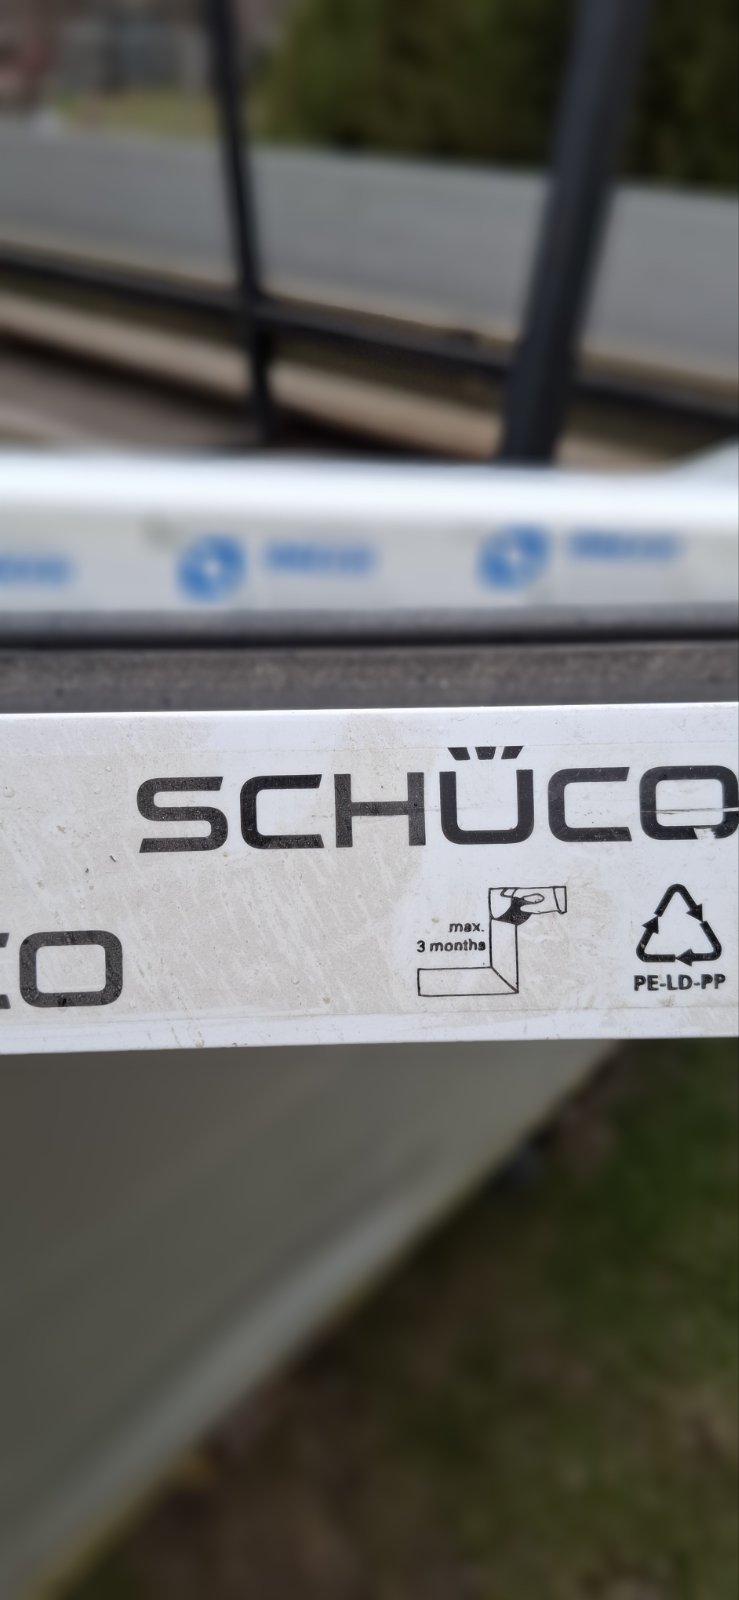 SCHÜCO
max.
3 months
PE-LD-PP
CO